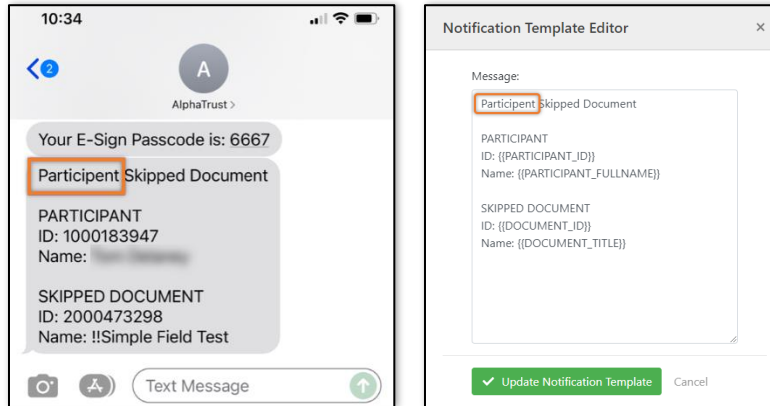 10:34
2
A
AlphaTrust >
Your E-Sign Passcode is: 6667
Participent Skipped Document
PARTICIPANT
ID: 1000183947
Name:
SKIPPED DOCUMENT
ID: 2000473298
Name: !!Simple Field Test
Text Message
Notification Template Editor
×
Message:
Participent Skipped Document
PARTICIPANT
ID: {{PARTICIPANT_ID}}
Name: {{PARTICIPANT_FULLNAME}}
SKIPPED DOCUMENT
ID: {{DOCUMENT_ID}}
Name: {{DOCUMENT_TITLE}}
✓ Update Notification Template
Cancel